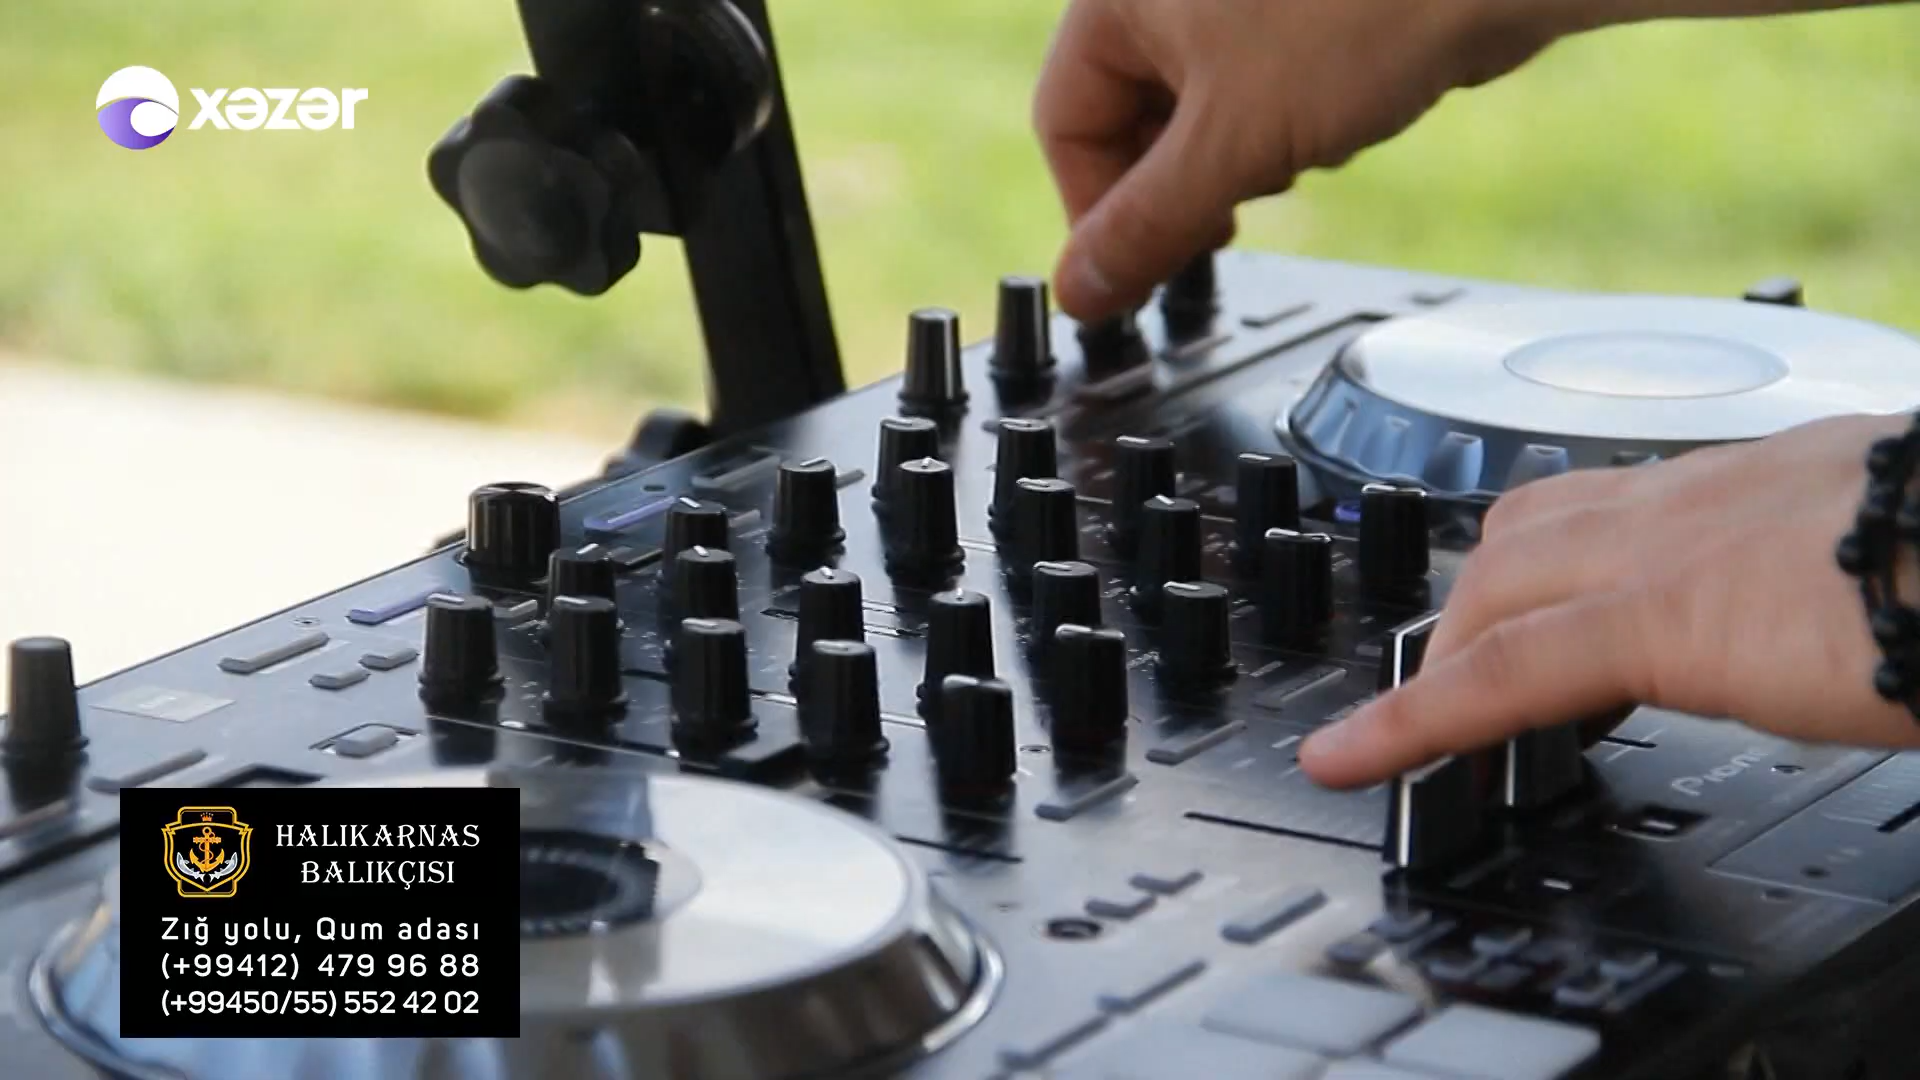 xəzər
HALIKARNAS
BALIKÇISI
Zığ yolu, Qum adası
(+99412) 479 96 88
(+99450/55) 552 42 02